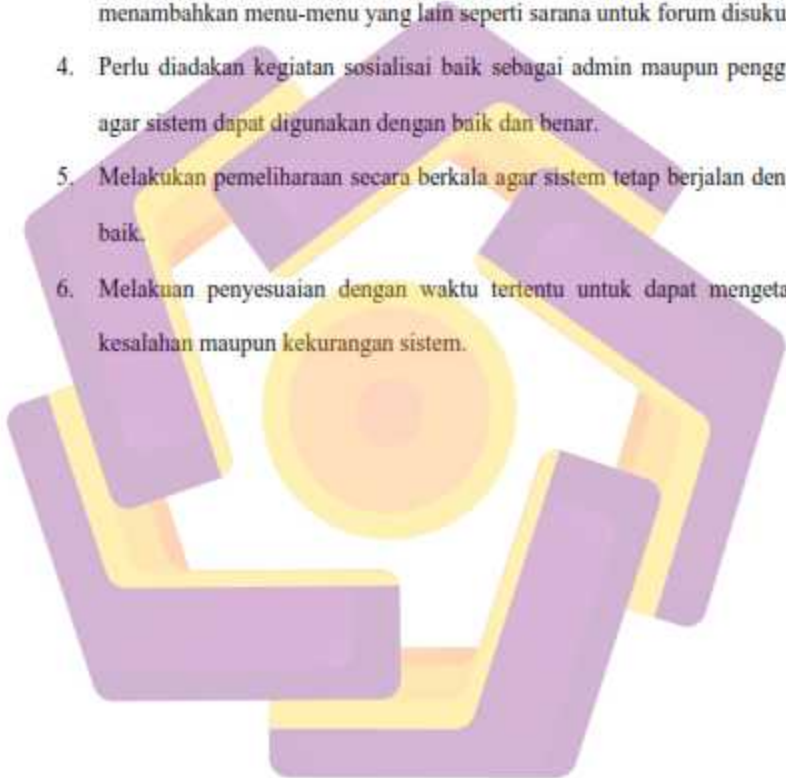 menambahkan menu-menu yang lain seperti sarana untuk forum disuku
4. Perlu diadakan kegiatan sosialisai baik sebagai admin maupun pengg
agar sistem dapat digunakan dengan baik dan benar.
5. Melakukan pemeliharaan secara berkala agar sistem tetap berjalan den
baik.
6. Melakuan penyesuaian dengan waktu tertentu untuk dapat mengeta
kesalahan maupun kekurangan sistem.